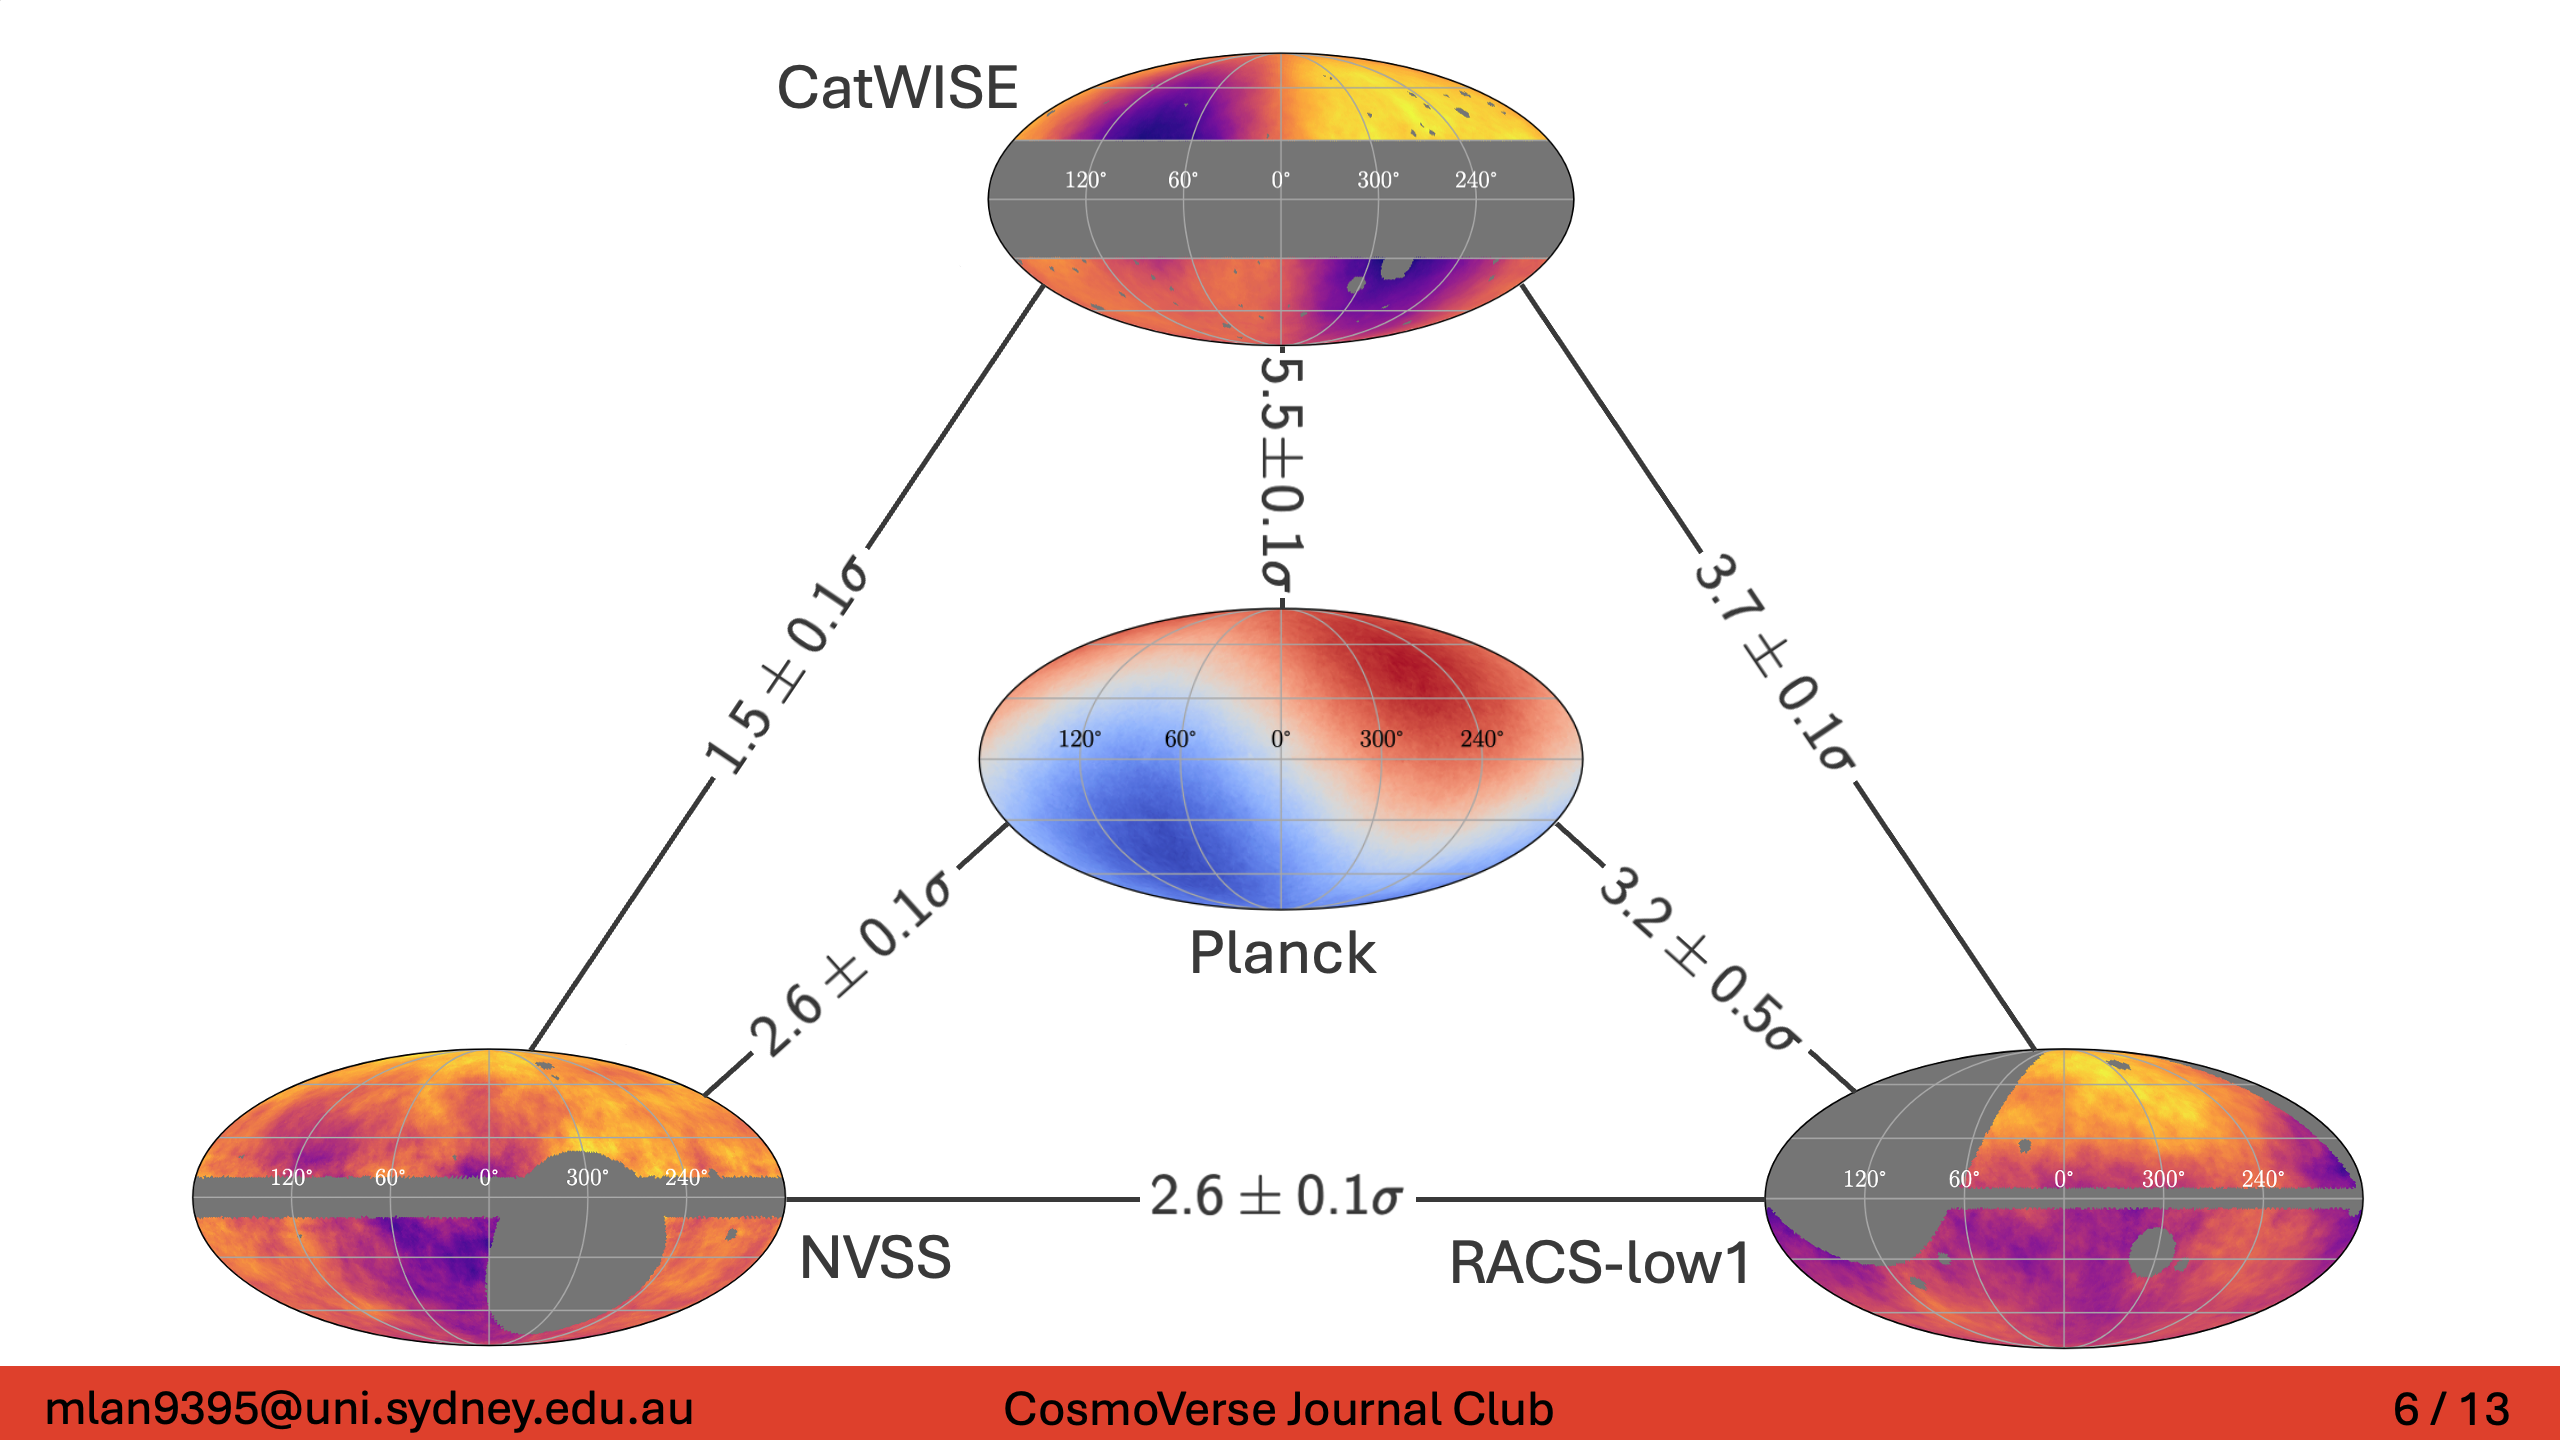 CatWISE
120° 60° 0° 300° 240°
5.5±0.1σ
1.5 ± 0.1σ
3.7 ± 0.1σ
120° 60° 0° 300° 240°
2.6 ± 0.1σ
3.2 ± 0.5σ
Planck
120° 60° 0° 300° 240°
NVSS
2.6 ± 0.1σ
RACS-low1
120° 60° 0° 300° 240°
mlan9395@uni.sydney.edu.au
CosmoVerse Journal Club
6 / 13